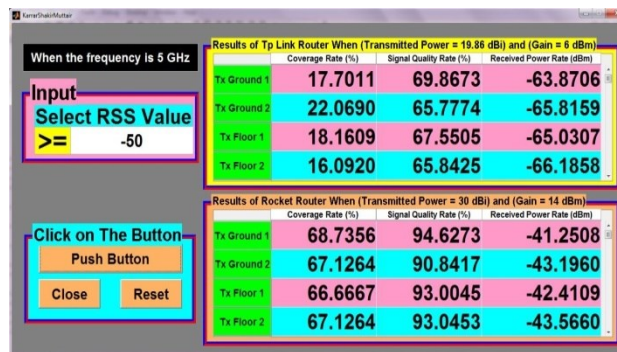 KarrarShakirMuttair
When the frequency is 5 GHz
Input
Select RSS Value
>= -50
Click on The Button
Push Button
Close Reset
Results of Tp Link Router When (Transmitted Power = 19.86 dBi) and (Gain = 6 dBm)
Coverage Rate (%) Signal Quality Rate (%) Received Power Rate (dBm)
Tx Ground 1 17.7011 69.8673 -63.8706
Tx Ground 2 22.0690 65.7774 -65.8159
Tx Floor 1 18.1609 67.5505 -65.0307
Tx Floor 2 16.0920 65.8425 -66.1858
Results of Rocket Router When (Transmitted Power = 30 dBi) and (Gain = 14 dBm)
Coverage Rate (%) Signal Quality Rate (%) Received Power Rate (dBm)
Tx Ground 1 68.7356 94.6273 -41.2508
Tx Ground 2 67.1264 90.8417 -43.1960
Tx Floor 1 66.6667 93.0045 -42.4109
Tx Floor 2 67.1264 93.0453 -43.5660